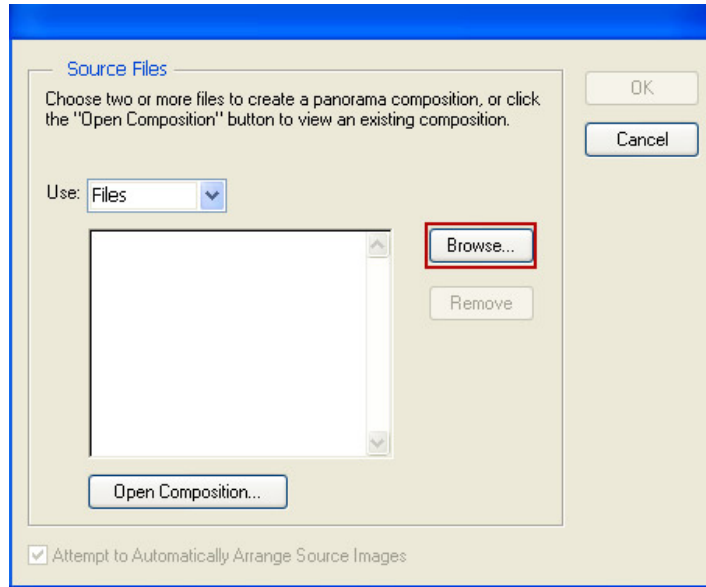 Source Files
Choose two or more files to create a panorama composition, or click
the "Open Composition" button to view an existing composition.
OK
Cancel
Use: Files
Browse...
Remove
Open Composition...
Attempt to Automatically Arrange Source Images